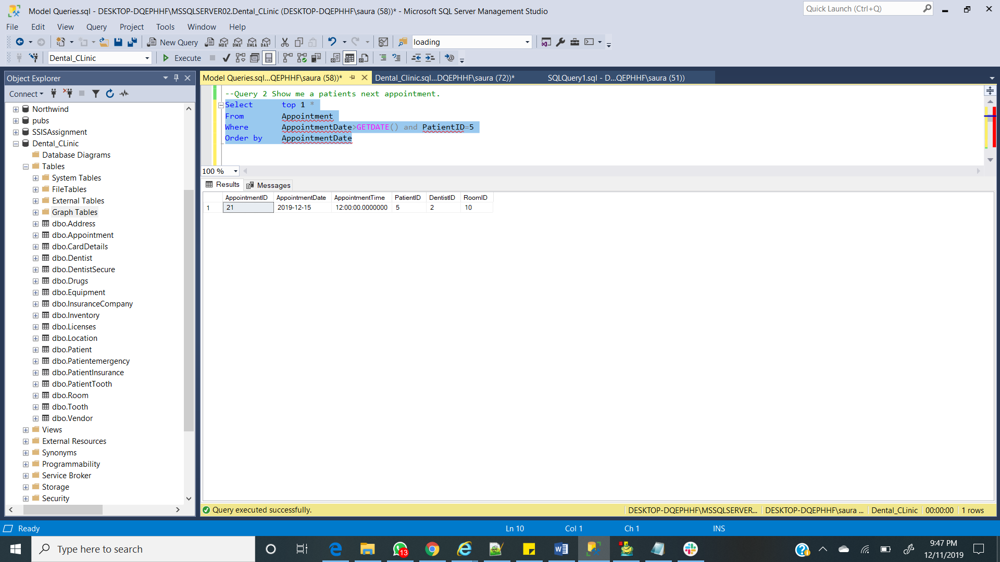 Model Queries.sql - DESKTOP-DQEPHHF\MSSQLSERVER02.Dental_CLinic (DESKTOP-DQEPHHF\saura (58))* - Microsoft SQL Server Management Studio
Quick Launch (Ctrl+Q)
File Edit View Query Project Tools Window Help
New Query MDX DMX XMLA DAX loading
Dental_CLinic Execute
Object Explorer
Model Queries.sql...QEPHHF\saura (58))* Dental_Clinic.sql...DQEPHHF\saura (72))* SQLQuery1.sql - D...QEPHHF\saura (51))
Connect
Northwind
pubs
SSISAssignment
Dental_CLinic
Database Diagrams
Tables
System Tables
FileTables
External Tables
Graph Tables
dbo.Address
dbo.Appointment
dbo.CardDetails
dbo.Dentist
dbo.DentistSecure
dbo.Drugs
dbo.Equipment
dbo.InsuranceCompany
dbo.Inventory
dbo.Licenses
dbo.Location
dbo.Patient
dbo.Patientemergency
dbo.PatientInsurance
dbo.PatientTooth
dbo.Room
dbo.Tooth
dbo.Vendor
Views
External Resources
Synonyms
Programmability
Service Broker
Storage
Security
--Query 2 Show me a patients next appointment.
Select top 1 *
From Appointment
Where AppointmentDate>GETDATE() and PatientID=5
Order by AppointmentDate
100 %
Results Messages
AppointmentID AppointmentDate AppointmentTime PatientID DentistID RoomID
1 21 2019-12-15 12:00:00.0000000 5 2 10
Query executed successfully. DESKTOP-DQEPHHF\MSSQLSERVER... DESKTOP-DQEPHHF\saura ... Dental_CLinic 00:00:00 1 rows
Ready Ln 10 Col 1 Ch 1 INS
Type here to search
13
9:47 PM
12/11/2019